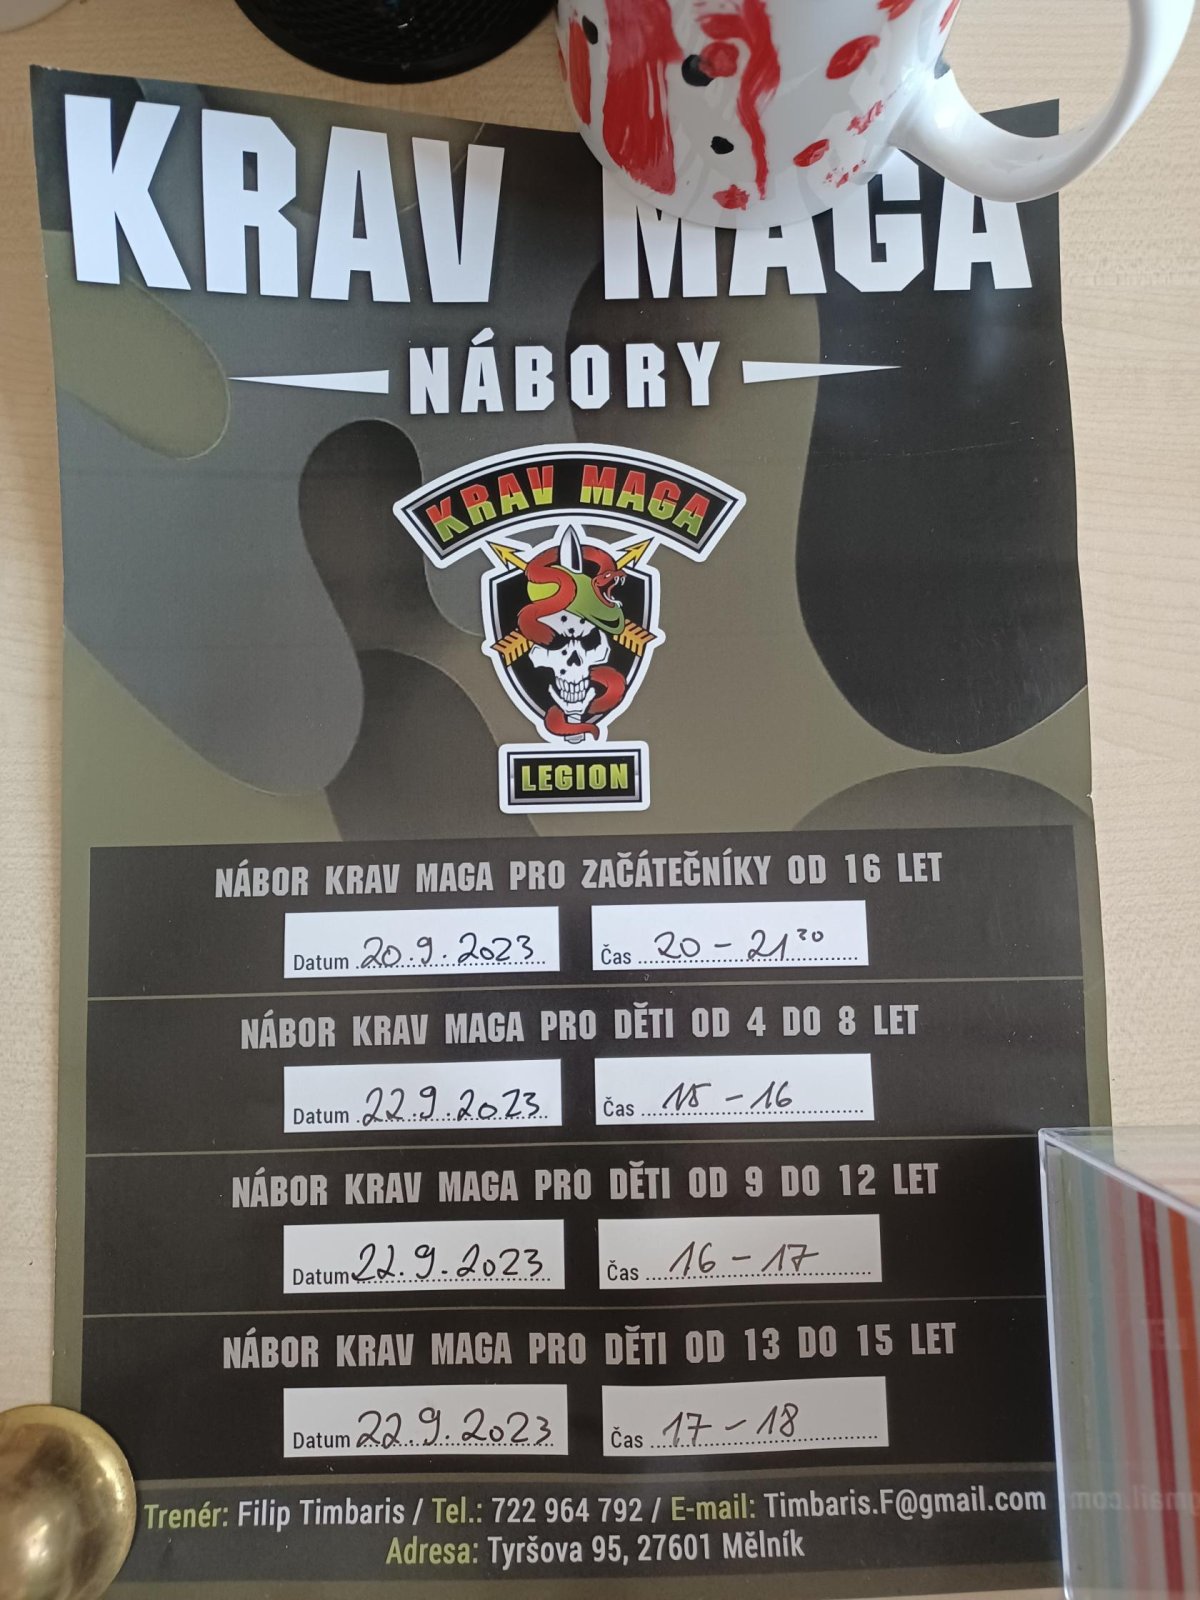 KRAV MAGA
NÁBORY
KRAV MAGA
LEGION
NÁBOR KRAV MAGA PRO ZAČÁTEČNÍKY OD 16 LET
Datum 20.9.2023 Čas 20 - 21³⁰
NÁBOR KRAV MAGA PRO DĚTI OD 4 DO 8 LET
Datum 22.9.2023 Čas 15 - 16
NÁBOR KRAV MAGA PRO DĚTI OD 9 DO 12 LET
Datum 22.9.2023 Čas 16 - 17
NÁBOR KRAV MAGA PRO DĚTI OD 13 DO 15 LET
Datum 22.9.2023 Čas 17 - 18
Trenér: Filip Timbaris / Tel.: 722 964 792 / E-mail: Timbaris.F@gmail.com
Adresa: Tyršova 95, 27601 Mělník